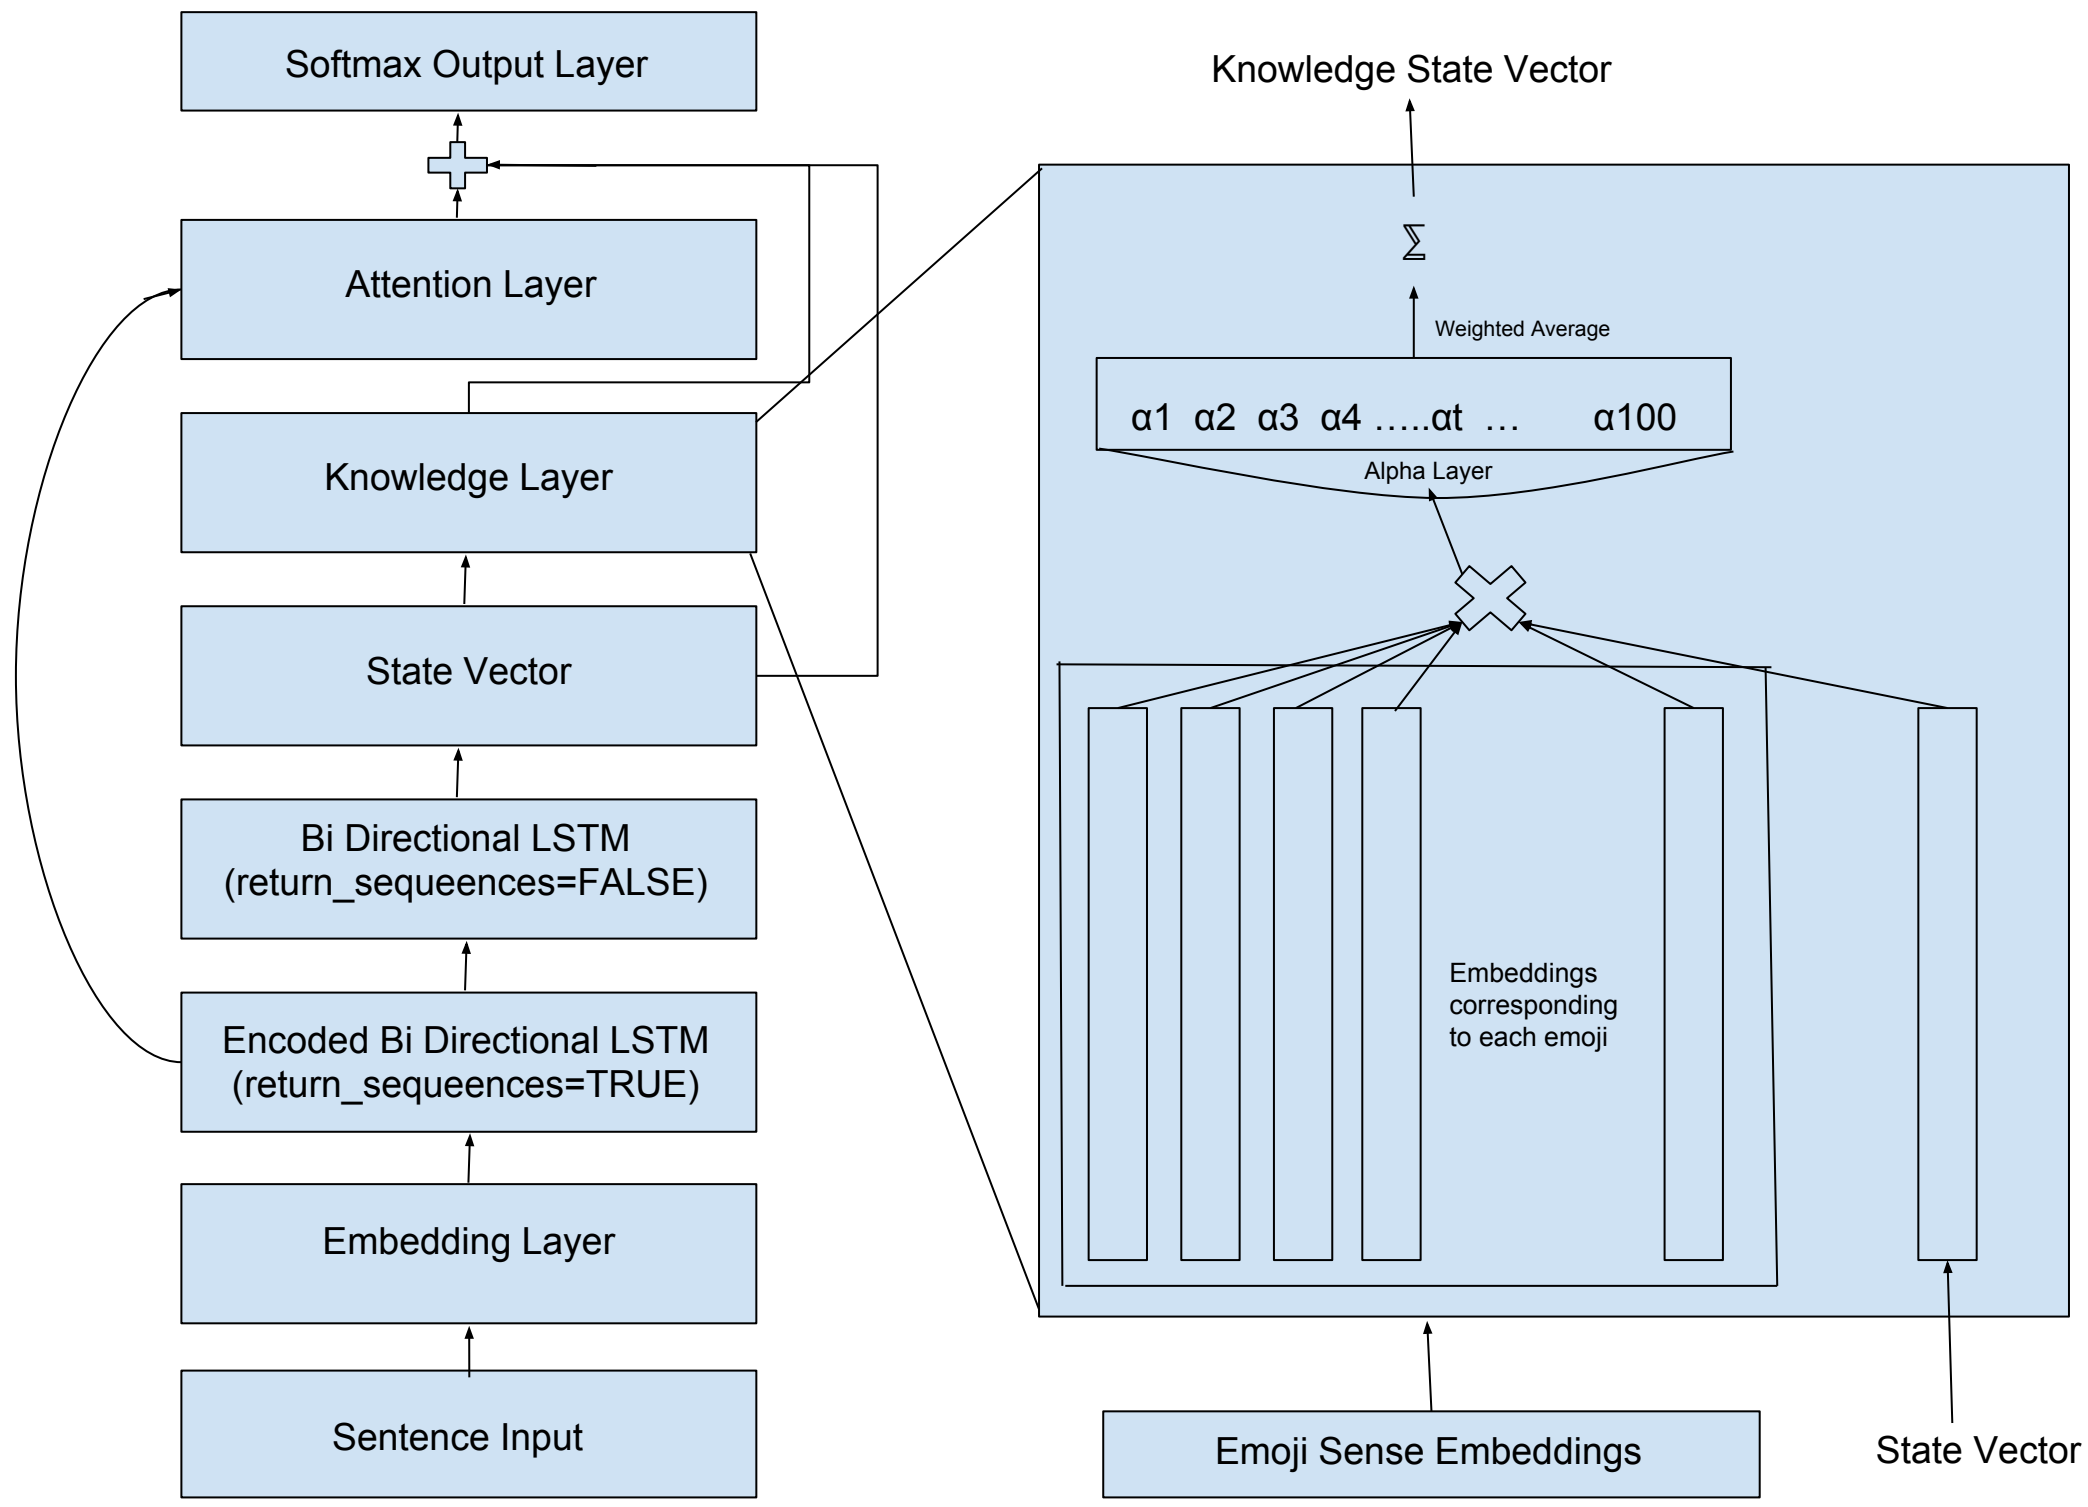 Softmax Output Layer
Attention Layer
Knowledge Layer
State Vector
Bi Directional LSTM
(return_sequeences=FALSE)
Encoded Bi Directional LSTM
(return_sequeences=TRUE)
Embedding Layer
Sentence Input
Knowledge State Vector
∑
Weighted Average
α1 α2 α3 α4 .....αt ... α100
Alpha Layer
Embeddings
corresponding
to each emoji
Emoji Sense Embeddings
State Vector